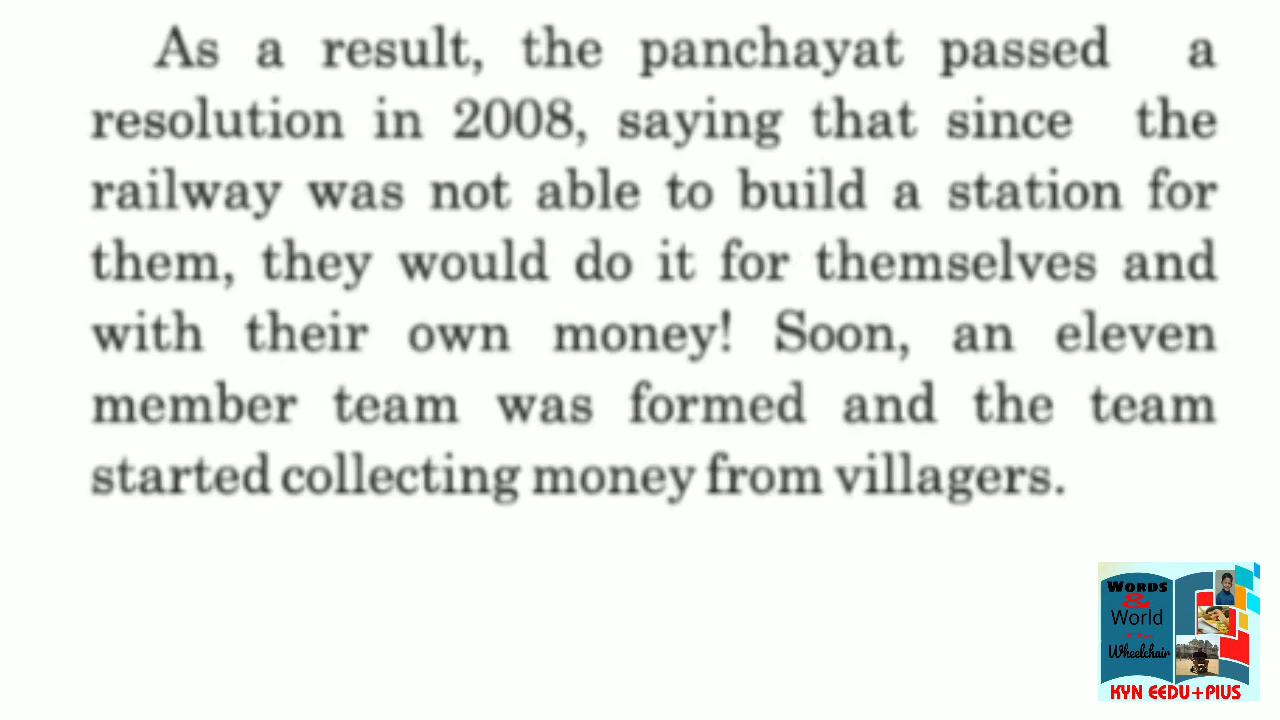 As a result, the panchayat passed a
resolution in 2008, saying that since the
railway was not able to build a station for
them, they would do it for themselves and
with their own money! Soon, an eleven
member team was formed and the team
started collecting money from villagers.
WORDS
&
World
Wheelchair
KYN EEDU+PlUS